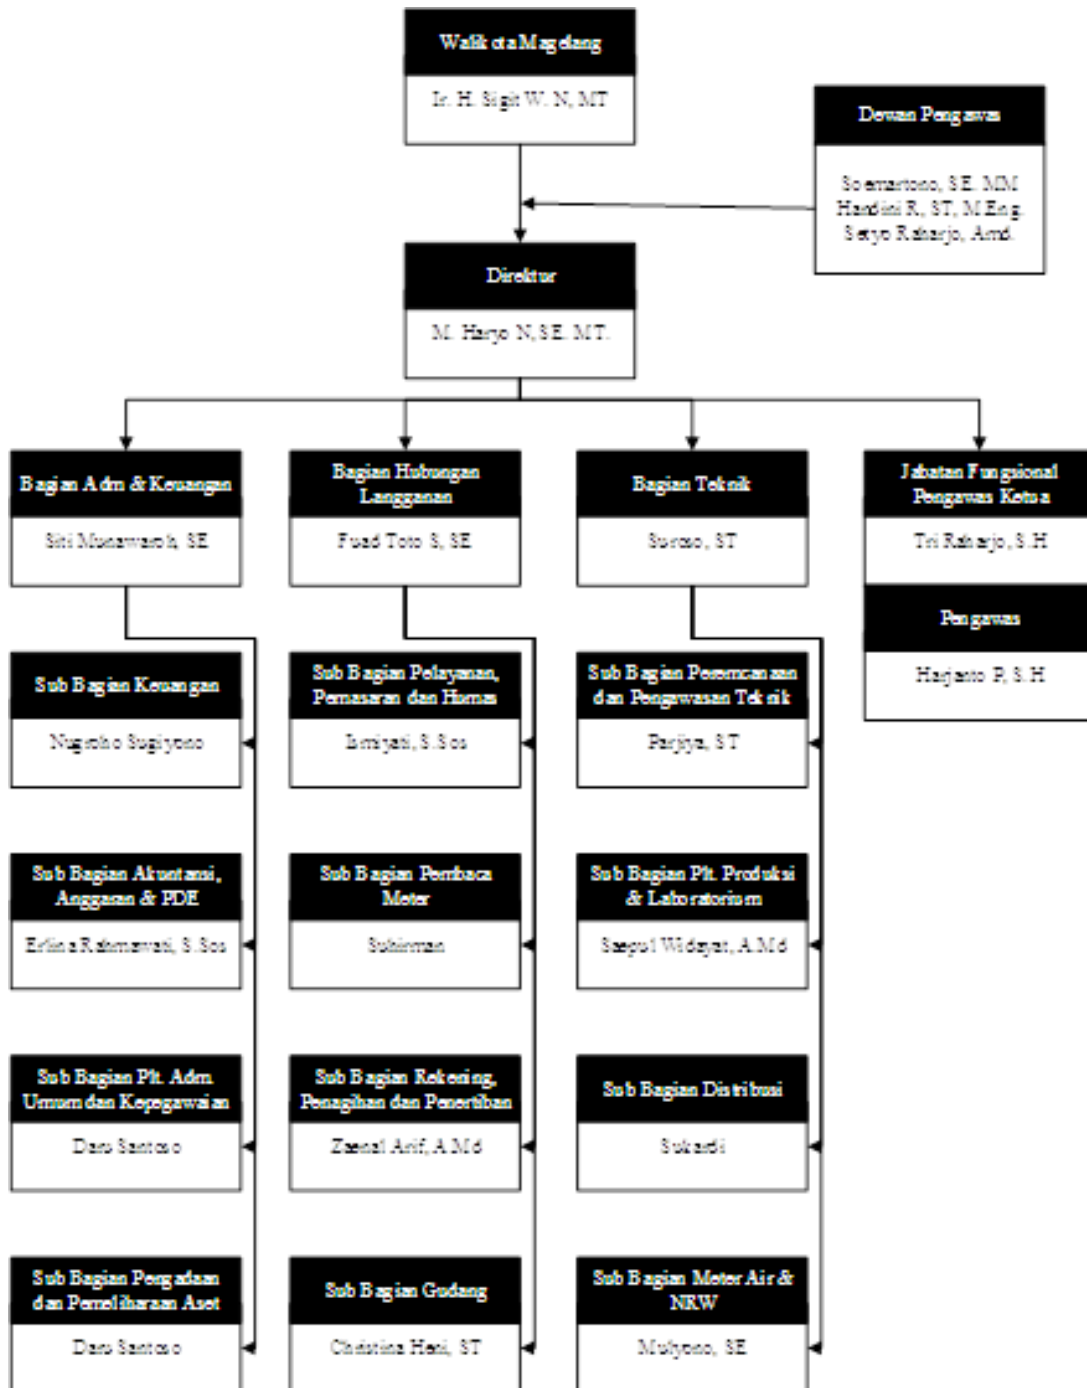 Walikota Magelang
Ir. H. Sigit W. N, MT
Dewan Pengawas
Soemartono, SE. MM
Hardini R, ST, M.Eng.
Setyo Raharjo, Amd.
Direktur
M. Haryo N, SE. MT.
Bagian Adm & Keuangan
Siti Munawaroh, SE
Bagian Hubungan
Langganan
Fuad Toto S, SE
Bagian Teknik
Suroso, ST
Jabatan Fungsional
Pengawas Ketua
Tri Raharjo, S.H
Pengawas
Harjanto P, S.H
Sub Bagian Keuangan
Nugroho Sugiyono
Sub Bagian Akuntansi,
Anggaran & PDE
Erlina Rahmawati, S.Sos
Sub Bagian Plt. Adm.
Umum dan Kepegawaian
Daru Santoso
Sub Bagian Pengadaan
dan Pemeliharaan Aset
Daru Santoso
Sub Bagian Pelayanan,
Pemasaran dan Humas
Ismiyati, S.Sos
Sub Bagian Pembaca
Meter
Suhirman
Sub Bagian Rekening,
Penagihan dan Penertiban
Zaenal Arif, A.Md
Sub Bagian Gudang
Christina Heni, ST
Sub Bagian Perencanaan
dan Pengawasan Teknik
Parjiya, ST
Sub Bagian Plt. Produksi
& Laboratorium
Saepul Widayat, A.Md
Sub Bagian Distribusi
Sukardi
Sub Bagian Meter Air &
NRW
Mulyono, SE